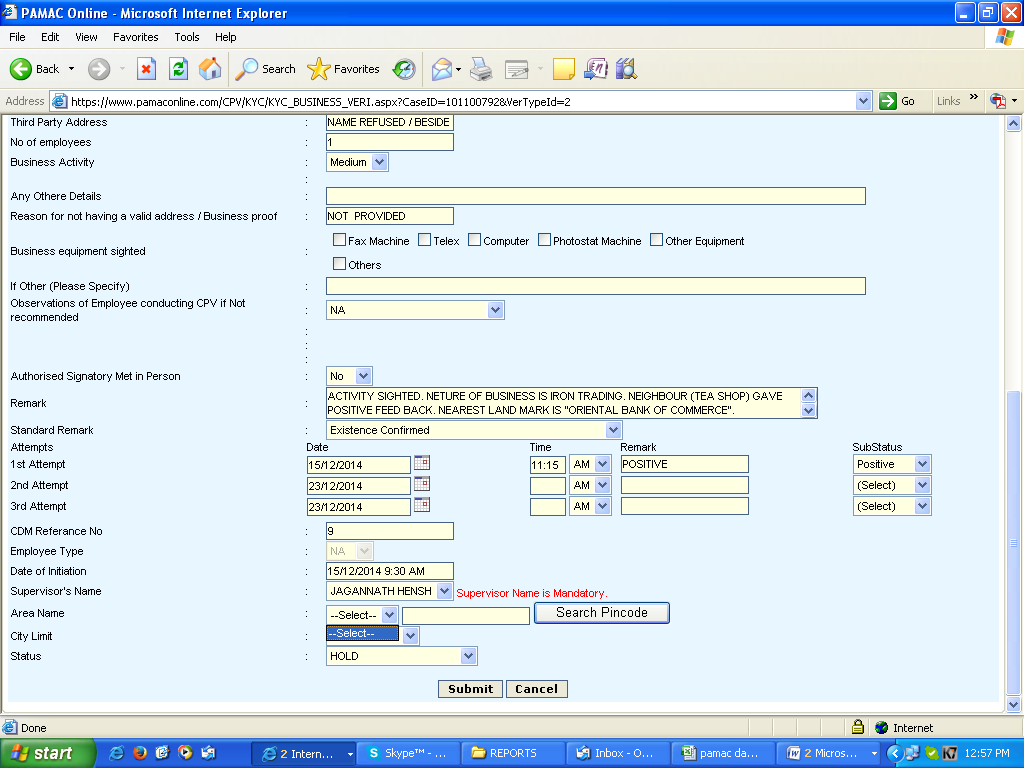 PAMAC Online - Microsoft Internet Explorer
File Edit View Favorites Tools Help
Back Search Favorites
Address https://www.pamaconline.com/CPV/KYC/KYC_BUSINESS_VERI.aspx?CaseID=101100792&VerTypeId=2 Go Links »
Third Party Address : NAME REFUSED / BESIDE
No of employees : 1
Business Activity : Medium
:
Any Othere Details :
Reason for not having a valid address / Business proof : NOT PROVIDED
Business equipment sighted : Fax Machine Telex Computer Photostat Machine Other Equipment
Others
If Other (Please Specify) :
Observations of Employee conducting CPV if Not
recommended : NA
:
:
:
Authorised Signatory Met in Person : No
Remark : ACTIVITY SIGHTED. NETURE OF BUSINESS IS IRON TRADING. NEIGHBOUR (TEA SHOP) GAVE
POSITIVE FEED BACK. NEAREST LAND MARK IS "ORIENTAL BANK OF COMMERCE".
Standard Remark : Existence Confirmed
Attempts Date Time Remark SubStatus
1st Attempt 15/12/2014 11:15 AM POSITIVE Positive
2nd Attempt 23/12/2014 AM (Select)
3rd Attempt 23/12/2014 AM (Select)
CDM Referance No : 9
Employee Type : NA
Date of Initiation : 15/12/2014 9:30 AM
Supervisor's Name : JAGANNATH HENSH Supervisor Name is Mandatory.
Area Name : --Select-- Search Pincode
City Limit : --Select--
Status : HOLD
Submit Cancel
Done Internet
start 2 Intern... Skype™ - ... REPORTS Inbox - O... pamac da... 2 Micros... 12:57 PM